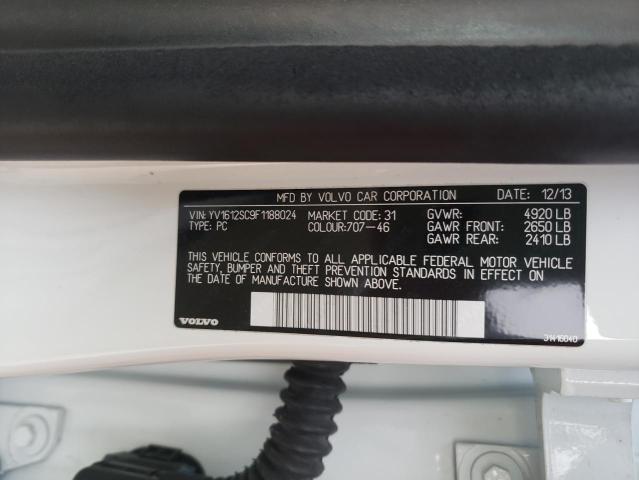 MFD BY VOLVO CAR CORPORATION DATE: 12/13
VIN: YV1612SC9F1188024 MARKET CODE: 31 GVWR: 4920 LB
TYPE: PC COLOUR:707-46 GAWR FRONT: 2650 LB
GAWR REAR: 2410 LB
THIS VEHICLE CONFORMS TO ALL APPLICABLE FEDERAL MOTOR VEHICLE
SAFETY, BUMPER AND THEFT PREVENTION STANDARDS IN EFFECT ON
THE DATE OF MANUFACTURE SHOWN ABOVE.
VOLVO 31416040